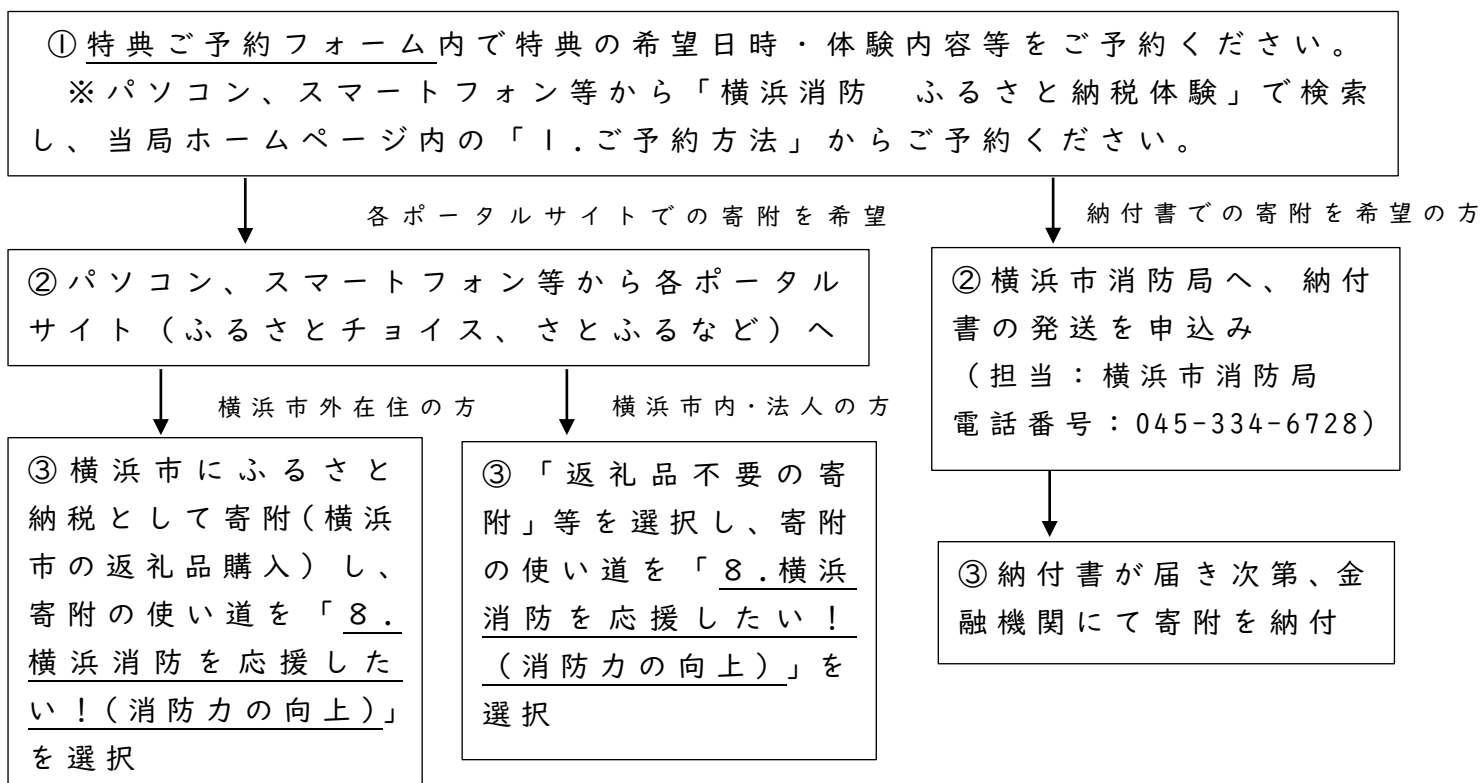 ①特典ご予約フォーム内で特典の希望日時・体験内容等をご予約ください。
※パソコン、スマートフォン等から「横浜消防　ふるさと納税体験」で検索
し、当局ホームページ内の「1.ご予約方法」からご予約ください。
各ポータルサイトでの寄附を希望
納付書での寄附を希望の方
②パソコン、スマートフォン等から各ポータル
サイト（ふるさとチョイス、さとふるなど）へ
②横浜市消防局へ、納付
書の発送を申込み
（担当：横浜市消防局
電話番号：045-334-6728）
横浜市外在住の方
横浜市内・法人の方
③横浜市にふるさと
納税として寄附（横浜
市の返礼品購入）し、
寄附の使い道を「8.
横浜消防を応援した
い！（消防力の向上）」
を選択
③「返礼品不要の寄
附」等を選択し、寄附
の使い道を「8.横浜
消防を応援したい！
（消防力の向上）」を
選択
③納付書が届き次第、金
融機関にて寄附を納付